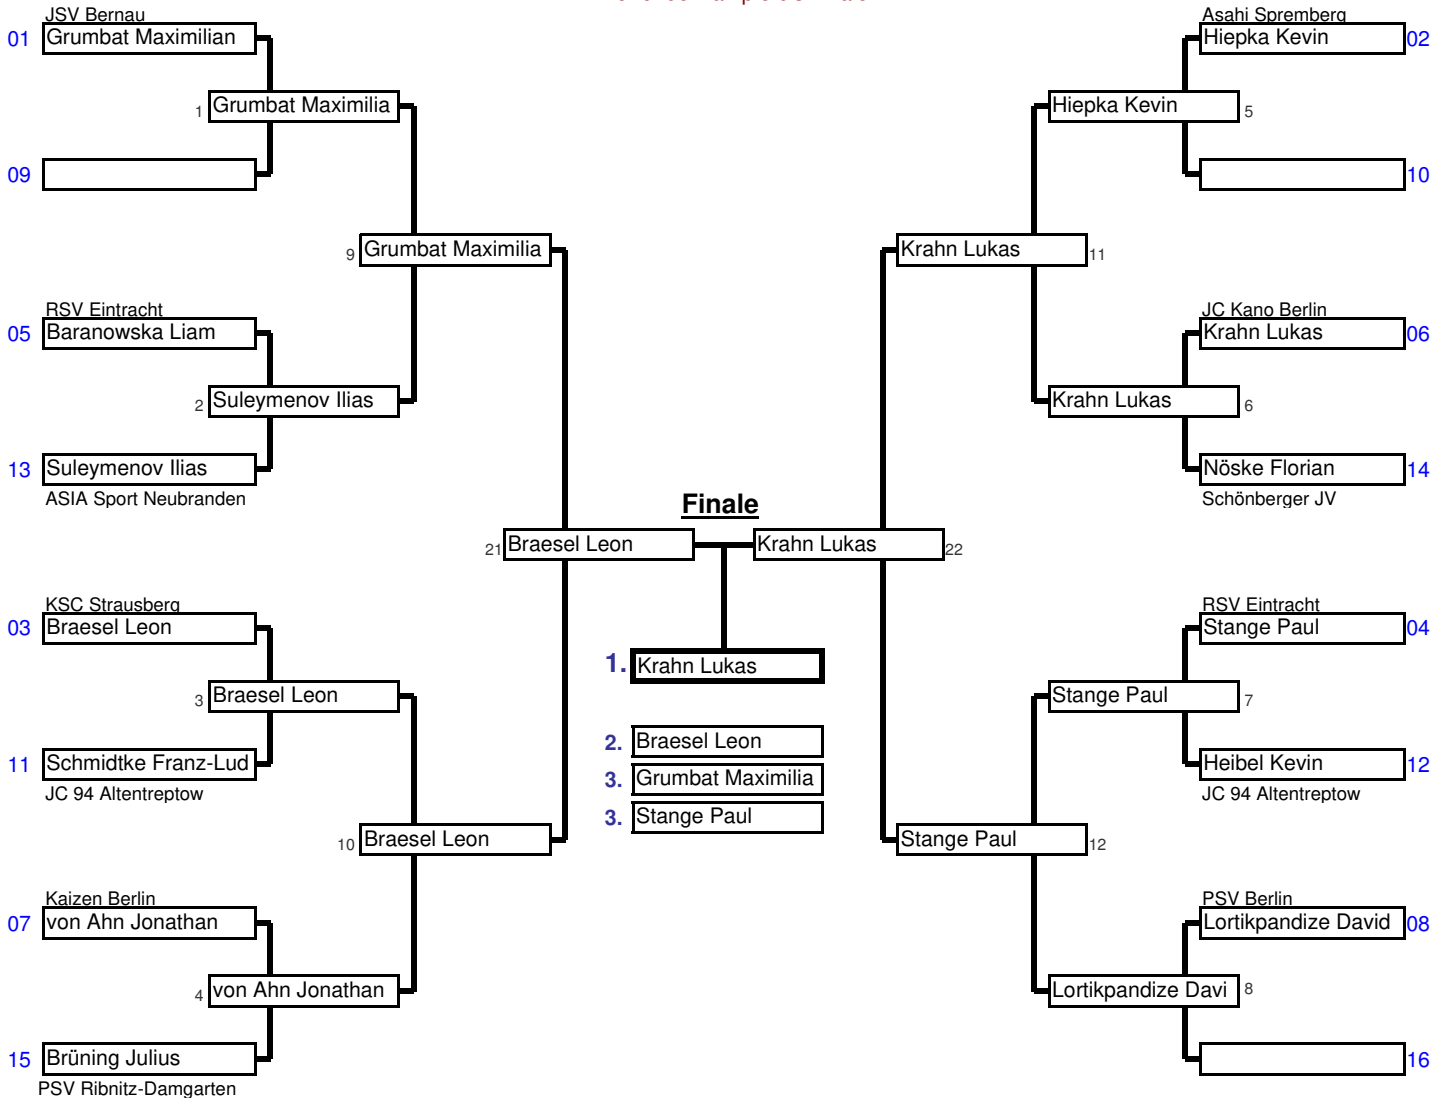 JSV Bernau
01 Grumbat Maximilian
1 Grumbat Maximilia
09
9 Grumbat Maximilia
RSV Eintracht
05 Baranowska Liam
2 Suleymenov Ilias
13 Suleymenov Ilias
ASIA Sport Neubranden
21 Braesel Leon
KSC Strausberg
03 Braesel Leon
3 Braesel Leon
11 Schmidtke Franz-Lud
JC 94 Altentreptow
10 Braesel Leon
Kaizen Berlin
07 von Ahn Jonathan
4 von Ahn Jonathan
15 Brüning Julius
PSV Ribnitz-Damgarten
Finale
1. Krahn Lukas
2. Braesel Leon
3. Grumbat Maximilia
3. Stange Paul
Asahi Spremberg
Hiepka Kevin 02
Hiepka Kevin 5
10
Krahn Lukas 11
JC Kano Berlin
Krahn Lukas 06
Krahn Lukas 6
Nöske Florian 14
Schönberger JV
Krahn Lukas 22
RSV Eintracht
Stange Paul 04
Stange Paul 7
Heibel Kevin 12
JC 94 Altentreptow
Stange Paul 12
PSV Berlin
Lortikpandize David 08
Lortikpandize Davi 8
16